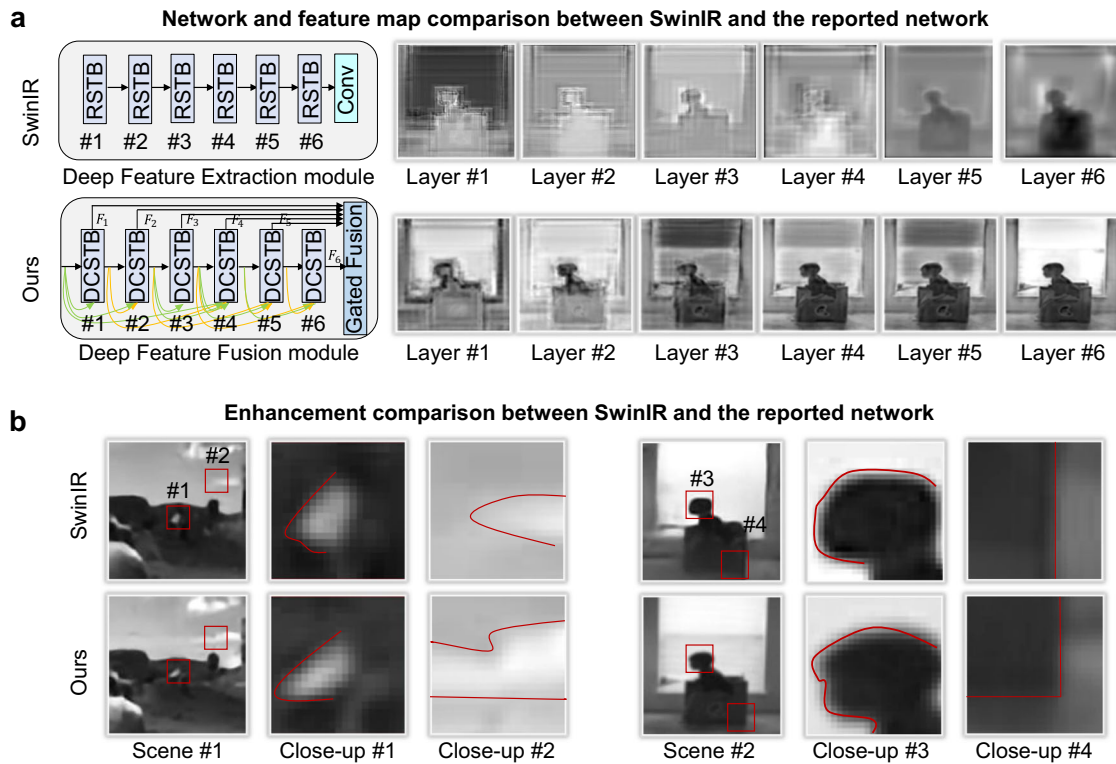 a
Network and feature map comparison between SwinIR and the reported network
SwinIR
RSTB RSTB RSTB RSTB RSTB RSTB Conv
#1 #2 #3 #4 #5 #6
Deep Feature Extraction module
Layer #1 Layer #2 Layer #3 Layer #4 Layer #5 Layer #6
Ours
F1 F2 F3 F4 F5 F6
DCSTB DCSTB DCSTB DCSTB DCSTB DCSTB Gated Fusion
#1 #2 #3 #4 #5 #6
Deep Feature Fusion module
Layer #1 Layer #2 Layer #3 Layer #4 Layer #5 Layer #6
b
Enhancement comparison between SwinIR and the reported network
SwinIR
#1 #2 #3 #4
Ours
Scene #1 Close-up #1 Close-up #2 Scene #2 Close-up #3 Close-up #4